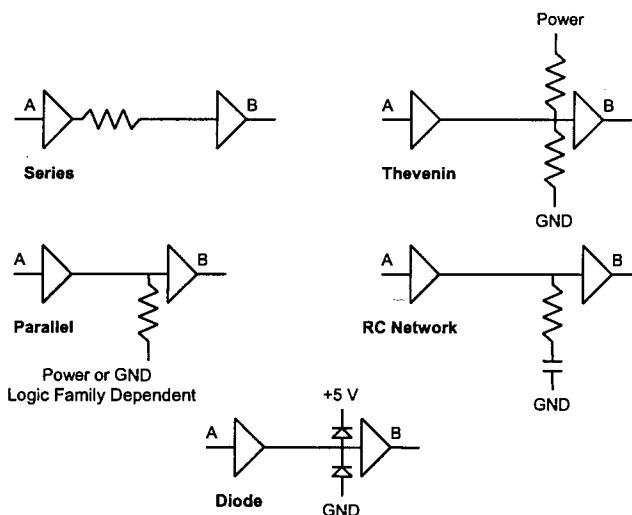 Power
A
B
Series
A
B
Thevenin
GND
A
B
Parallel
Power or GND
Logic Family Dependent
A
B
RC Network
GND
+5 V
A
B
Diode
GND